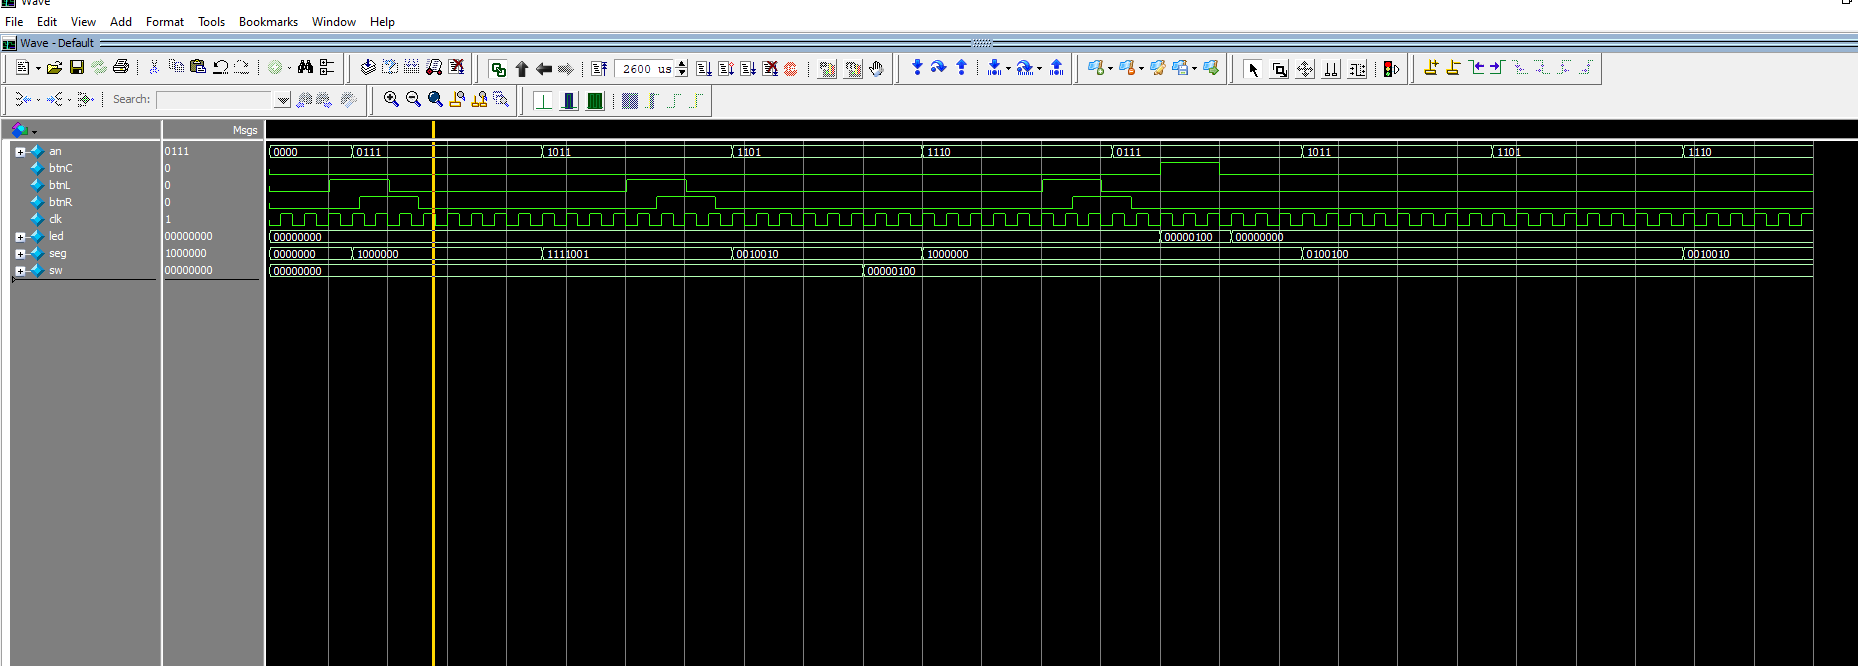 Wave
File Edit View Add Format Tools Bookmarks Window Help
Wave - Default
2600 us
Search:
Msgs
an 0111 0000 0111 1011 1101 1110 0111 1011 1101 1110
btnC 0
btnL 0
btnR 0
clk 1
led 00000000 00000000 00000100 00000000
seg 1000000 0000000 1000000 1111001 0010010 1000000 0100100 0010010
sw 00000000 00000000 00000100